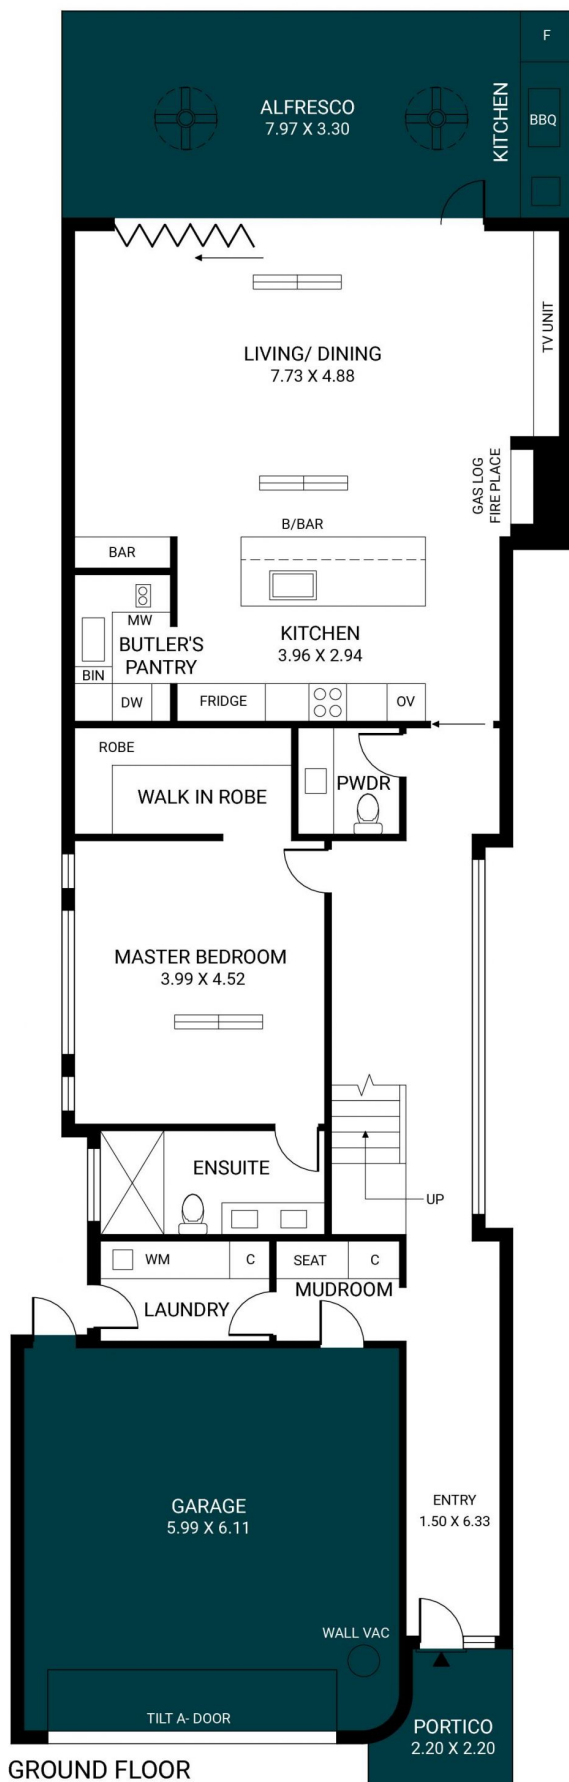 F
ALFRESCO
7.97 X 3.30
KITCHEN
BBQ
LIVING/ DINING
7.73 X 4.88
TV UNIT
GAS LOG
FIRE PLACE
B/BAR
BAR
MW
BUTLER'S
PANTRY
BIN
DW
KITCHEN
3.96 X 2.94
FRIDGE
OV
ROBE
WALK IN ROBE
PWDR
MASTER BEDROOM
3.99 X 4.52
ENSUITE
UP
WM
C
SEAT
C
LAUNDRY
MUDROOM
GARAGE
5.99 X 6.11
ENTRY
1.50 X 6.33
WALL VAC
TILT A- DOOR
PORTICO
2.20 X 2.20
GROUND FLOOR